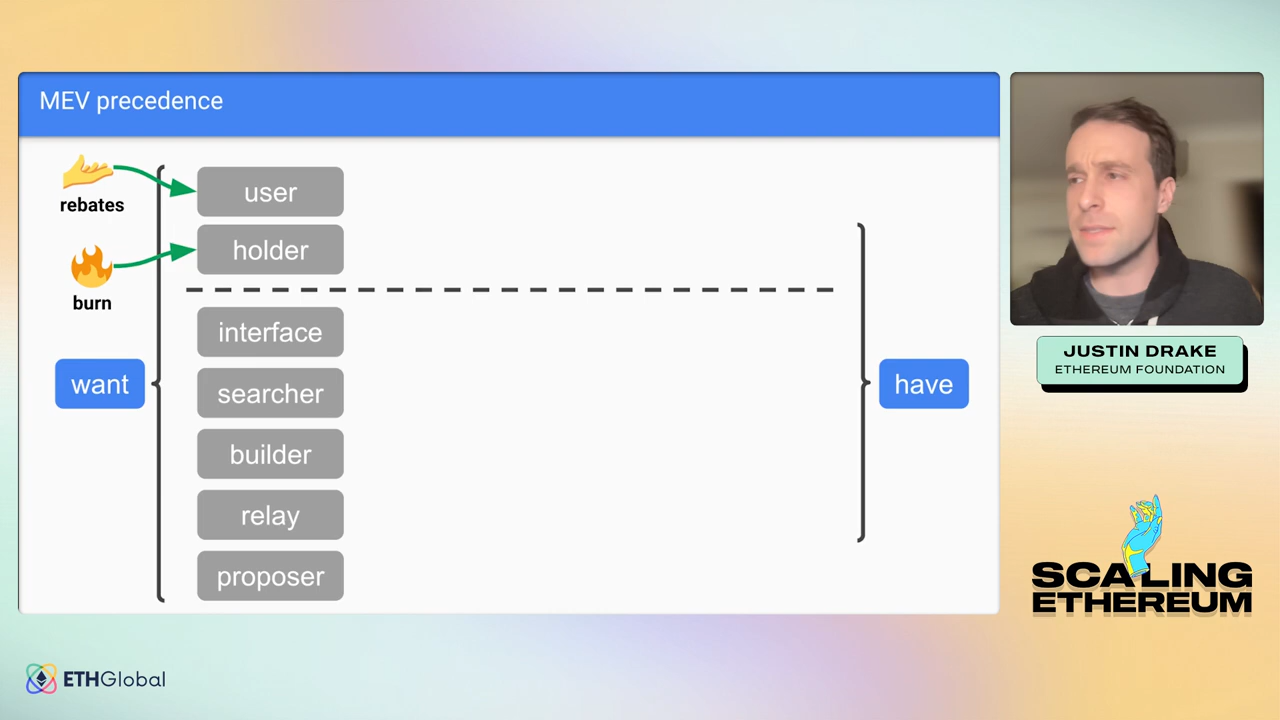 MEV precedence
rebates
burn
want
user
holder
interface
searcher
builder
relay
proposer
have
JUSTIN DRAKE
ETHEREUM FOUNDATION
SCALING
ETHEREUM
ETHGlobal